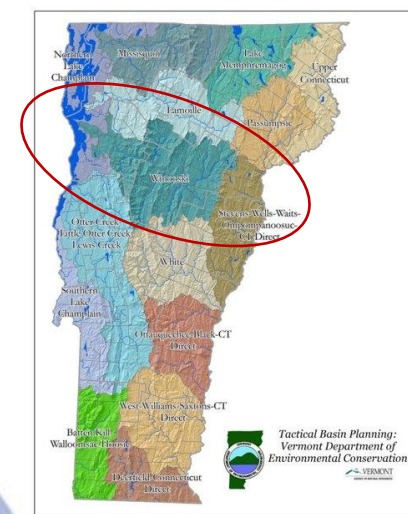 Northern
Lake
Champlain
Missisquoi
Lake
Memphremagog
Upper
Connecticut
Lamoille
Passumpsic
Winooski
Stevens-Wells-Waits-
Ompompanoosuc-
CT Direct
Otter Creek-
Little Otter Creek-
Lewis Creek
White
Southern
Lake
Champlain
Ottauquechee-Black-CT
Direct
West-Williams-Saxtons-CT
Direct
Batten Kill
Walloomsac-Hoosic
Deerfield-Connecticut
Direct
Tactical Basin Planning:
Vermont Department of
Environmental Conservation
VERMONT